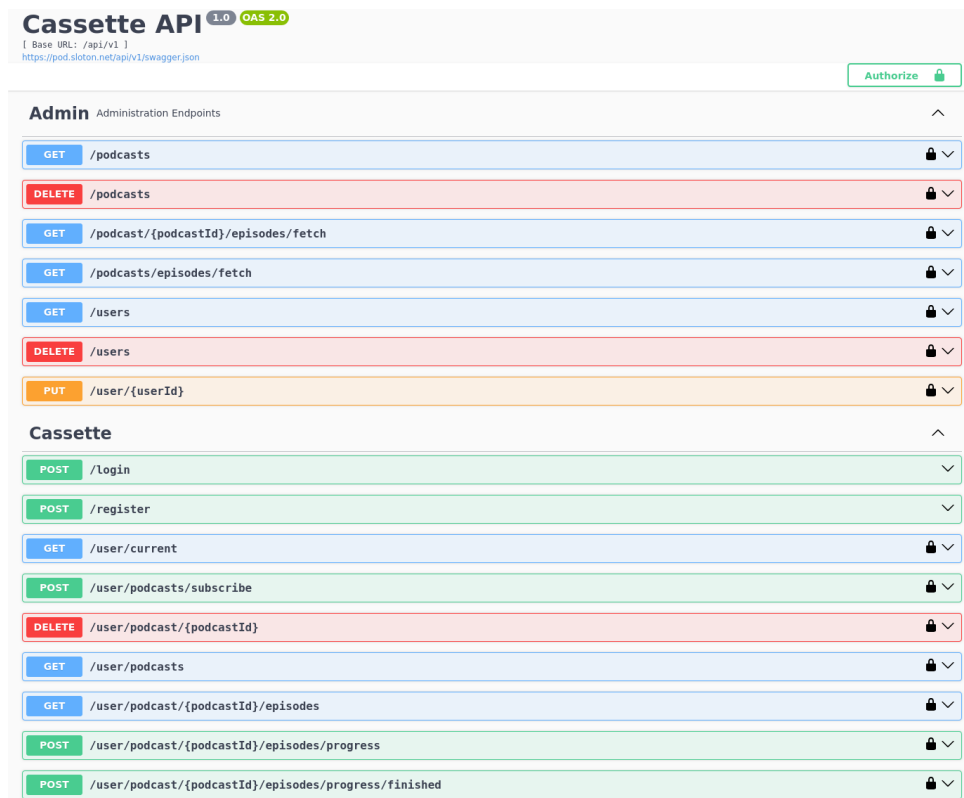 Cassette API 1.0 OAS 2.0
[ Base URL: /api/v1 ]
https://pod.sloton.net/api/v1/swagger.json
Authorize
Admin Administration Endpoints
GET /podcasts
DELETE /podcasts
GET /podcast/{podcastId}/episodes/fetch
GET /podcasts/episodes/fetch
GET /users
DELETE /users
PUT /user/{userId}
Cassette
POST /login
POST /register
GET /user/current
POST /user/podcasts/subscribe
DELETE /user/podcast/{podcastId}
GET /user/podcasts
GET /user/podcast/{podcastId}/episodes
POST /user/podcast/{podcastId}/episodes/progress
POST /user/podcast/{podcastId}/episodes/progress/finished